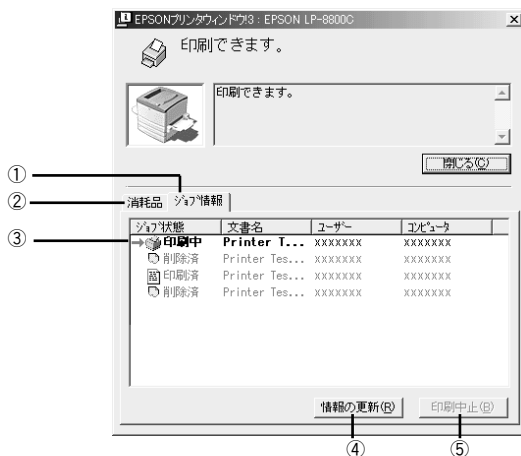 EPSONプリンタウィンドウ!3 : EPSON LP-8800C
印刷できます。
印刷できます。
閉じる(C)
①
②
消耗品 ジョブ情報
③
ジョブ状態 文書名 ユーザー コンピュータ
印刷中 Printer T... xxxxxxx xxxxxxx
削除済 Printer Tes... xxxxxxx xxxxxxx
印刷済 Printer Tes... xxxxxxx xxxxxxx
削除済 Printer Tes... xxxxxxx xxxxxxx
情報の更新(R) 印刷中止(B)
④ ⑤